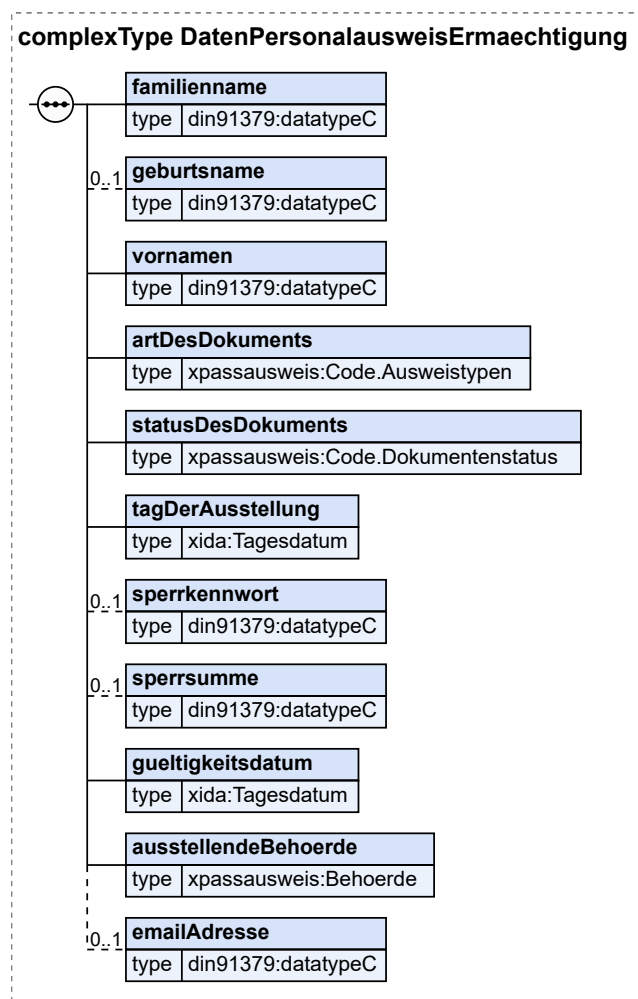 complexType DatenPersonalausweisErmaechtigung
familienname
type din91379:datatypeC
0..1 geburtsname
type din91379:datatypeC
vornamen
type din91379:datatypeC
artDesDokuments
type xpassausweis:Code.Ausweistypen
statusDesDokuments
type xpassausweis:Code.Dokumentenstatus
tagDerAusstellung
type xida:Tagesdatum
0..1 sperrkennwort
type din91379:datatypeC
0..1 sperrsumme
type din91379:datatypeC
gueltigkeitsdatum
type xida:Tagesdatum
ausstellendeBehoerde
type xpassausweis:Behoerde
0..1 emailAdresse
type din91379:datatypeC